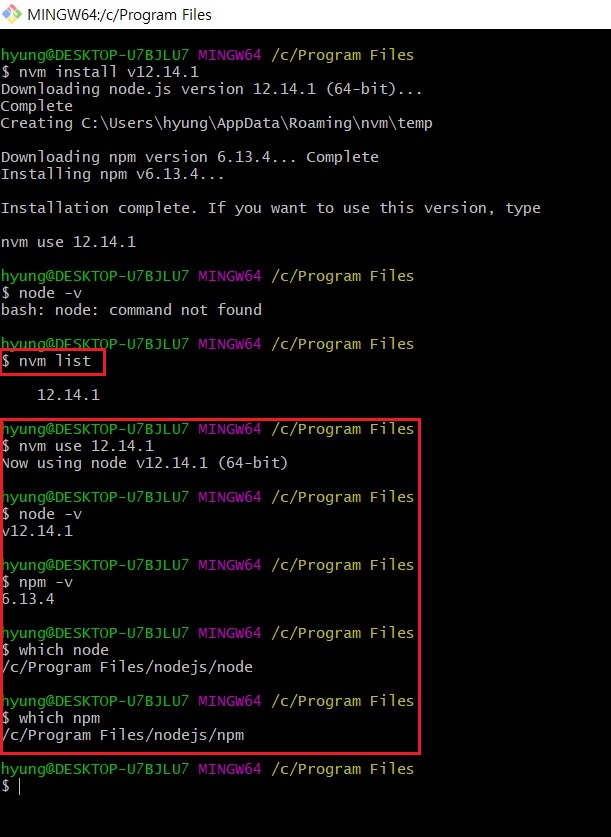 MINGW64:/c/Program Files
hyung@DESKTOP-U7BJLU7 MINGW64 /c/Program Files
$ nvm install v12.14.1
Downloading node.js version 12.14.1 (64-bit)...
Complete
Creating C:\Users\hyung\AppData\Roaming\nvm\temp
Downloading npm version 6.13.4... Complete
Installing npm v6.13.4...
Installation complete. If you want to use this version, type
nvm use 12.14.1
hyung@DESKTOP-U7BJLU7 MINGW64 /c/Program Files
$ node -v
bash: node: command not found
hyung@DESKTOP-U7BJLU7 MINGW64 /c/Program Files
$ nvm list
12.14.1
hyung@DESKTOP-U7BJLU7 MINGW64 /c/Program Files
$ nvm use 12.14.1
Now using node v12.14.1 (64-bit)
hyung@DESKTOP-U7BJLU7 MINGW64 /c/Program Files
$ node -v
v12.14.1
hyung@DESKTOP-U7BJLU7 MINGW64 /c/Program Files
$ npm -v
6.13.4
hyung@DESKTOP-U7BJLU7 MINGW64 /c/Program Files
$ which node
/c/Program Files/nodejs/node
hyung@DESKTOP-U7BJLU7 MINGW64 /c/Program Files
$ which npm
/c/Program Files/nodejs/npm
hyung@DESKTOP-U7BJLU7 MINGW64 /c/Program Files
$